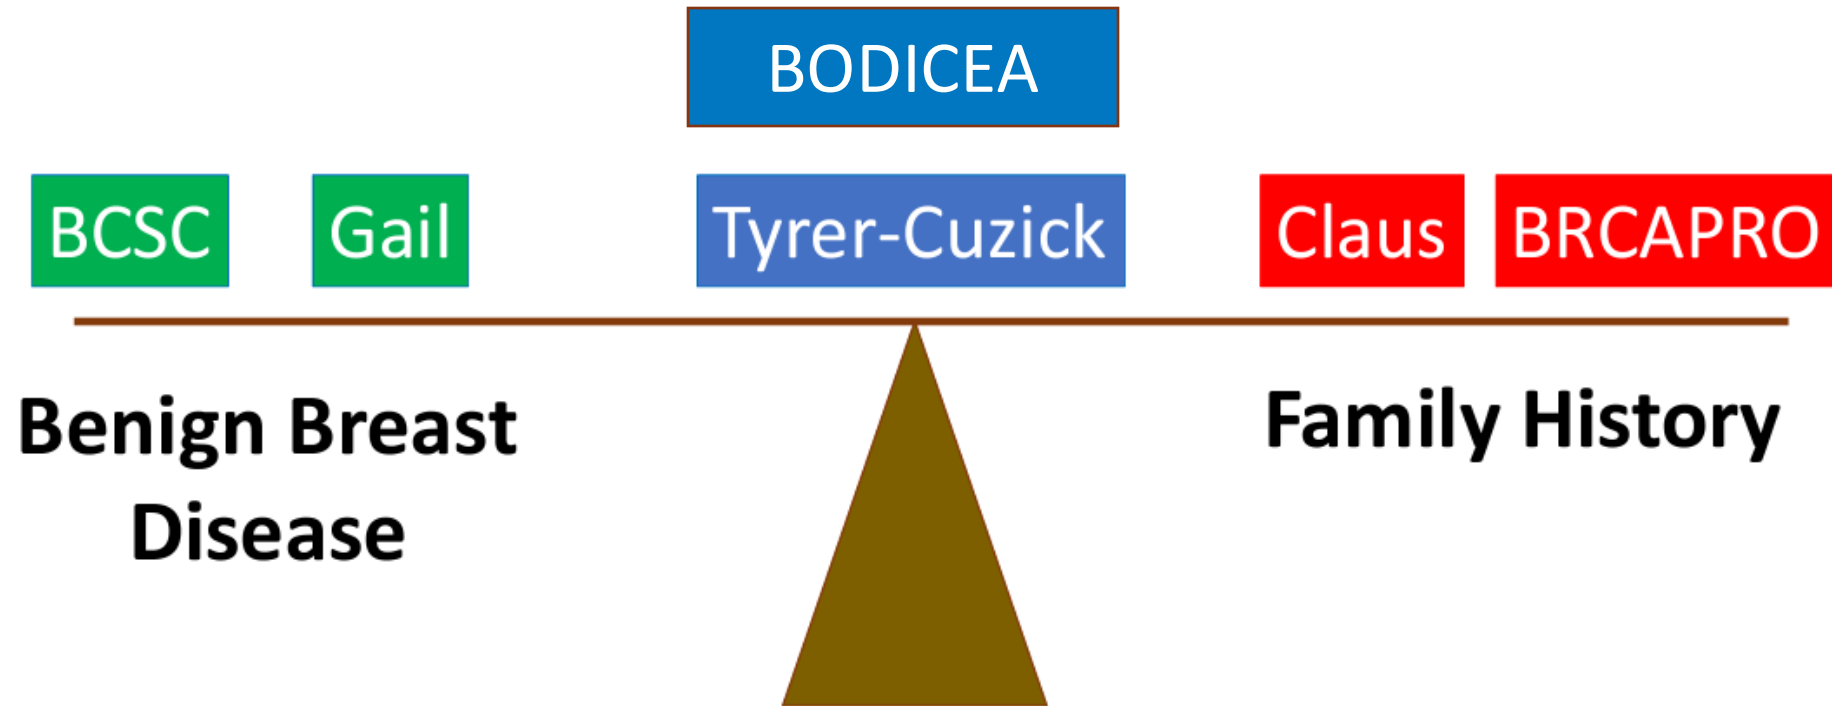 BODICEA
BCSC
Gail
Tyrer-Cuzick
Claus
BRCAPRO
Benign Breast
Disease
Family History